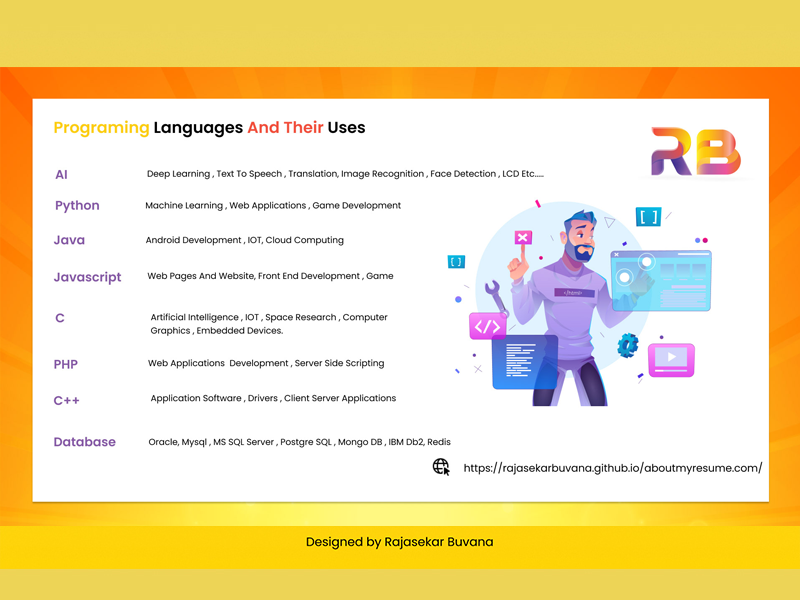 Programing Languages And Their Uses
RB
AI Deep Learning , Text To Speech , Translation, Image Recognition , Face Detection , LCD Etc.....
Python Machine Learning , Web Applications , Game Development
Java Android Development , IOT, Cloud Computing
Javascript Web Pages And Website, Front End Development , Game
C Artificial Intelligence , IOT , Space Research , Computer
Graphics , Embedded Devices.
PHP Web Applications Development , Server Side Scripting
C++ Application Software , Drivers , Client Server Applications
Database Oracle, Mysql , MS SQL Server , Postgre SQL , Mongo DB , IBM Db2, Redis
https://rajasekarbuvana.github.io/aboutmyresume.com/
Designed by Rajasekar Buvana